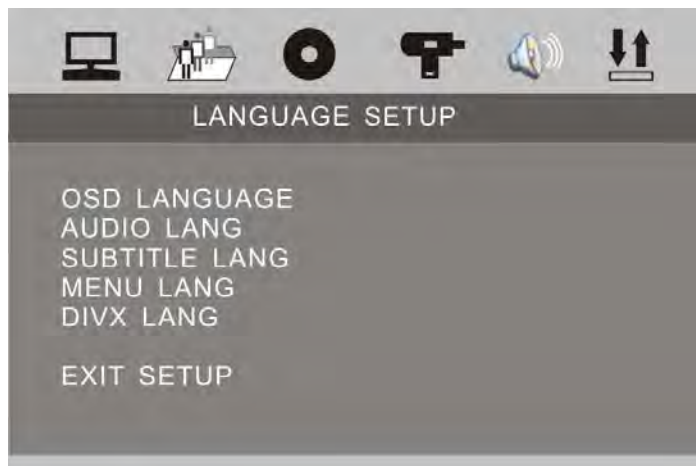 LANGUAGE SETUP
OSD LANGUAGE
AUDIO LANG
SUBTITLE LANG
MENU LANG
DIVX LANG
EXIT SETUP